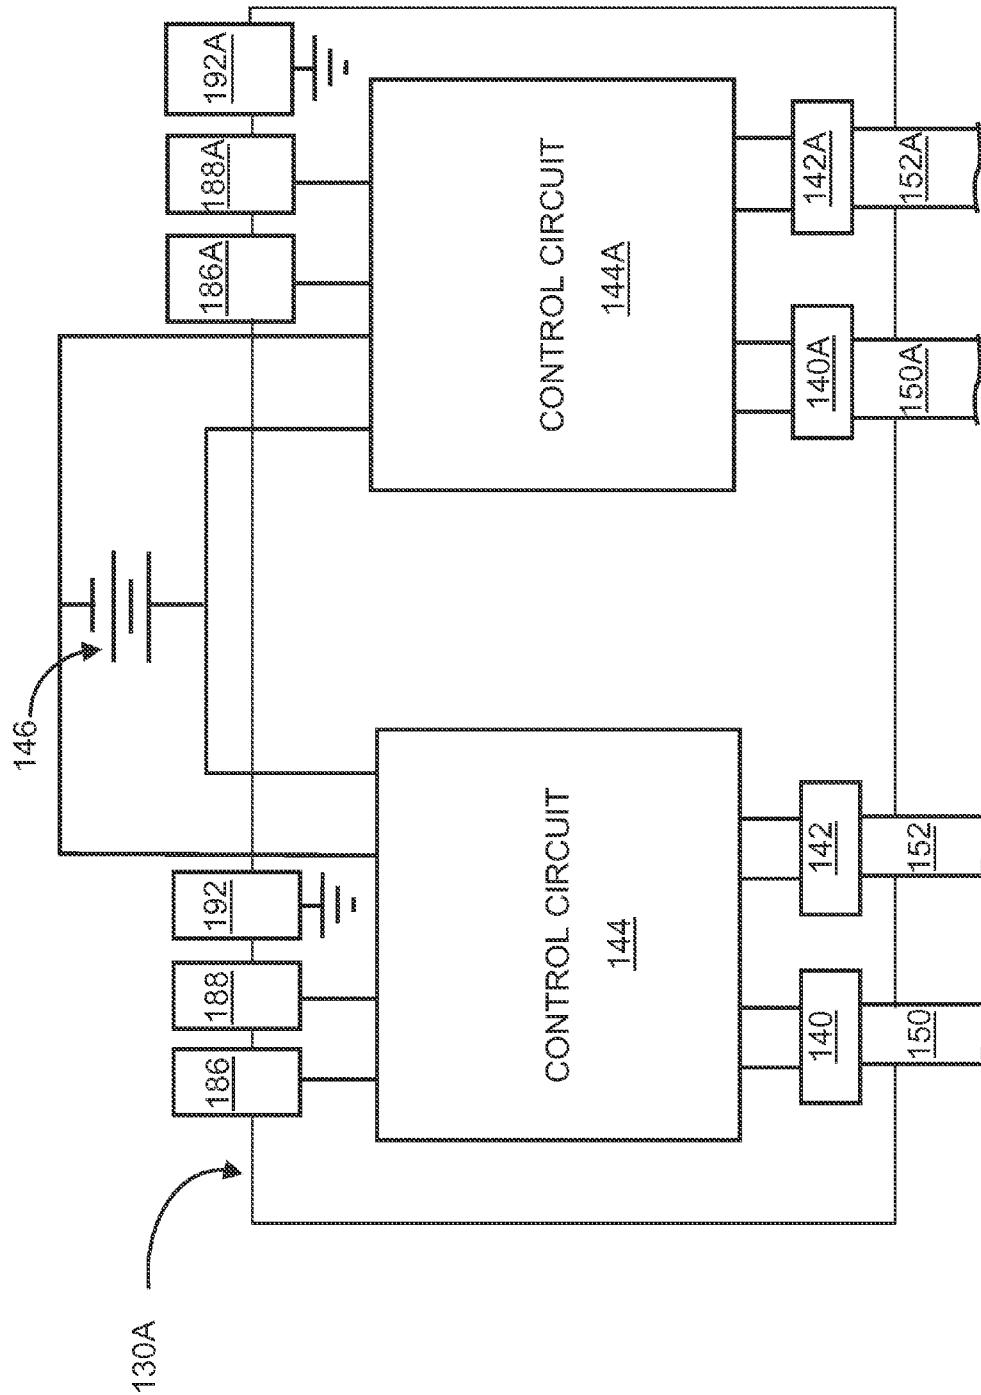 130A
146
186
188
192
186A
188A
192A
CONTROL CIRCUIT
144
CONTROL CIRCUIT
144A
140
142
140A
142A
150
152
150A
152A